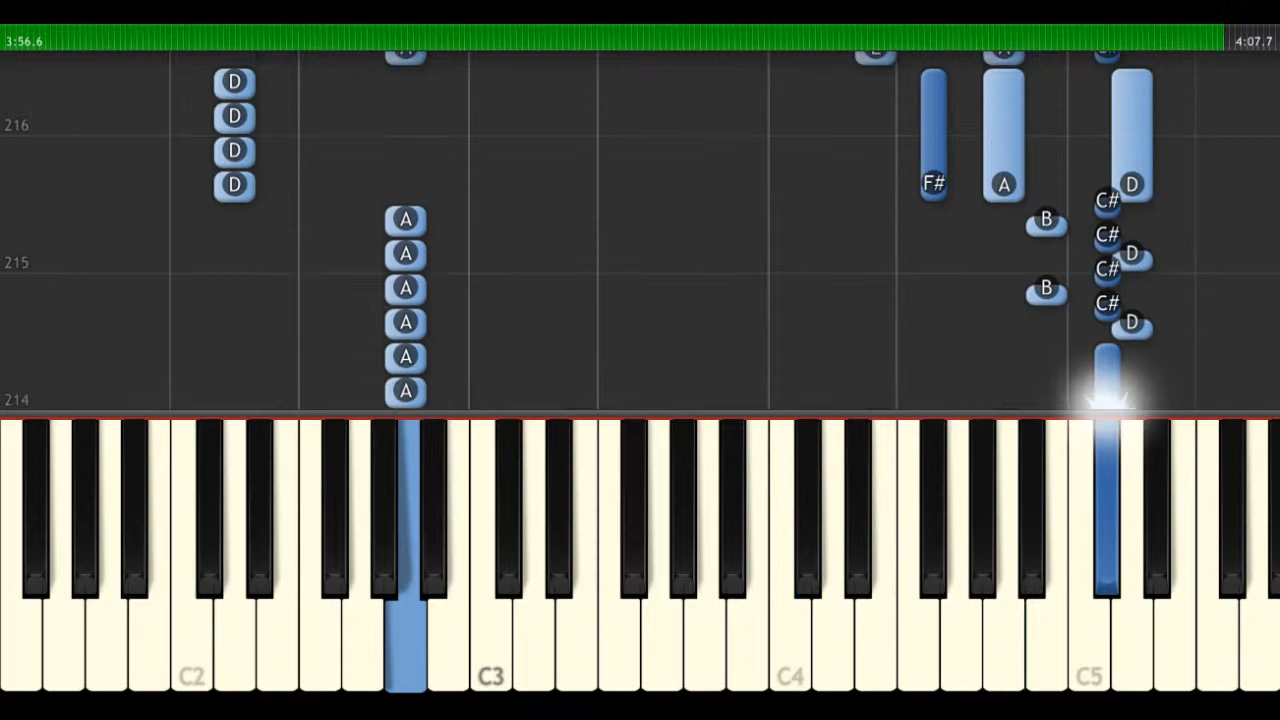 3:56.6 4:07.7
A E A C#
D
D
216
D
D F# A D
C#
A B
C#
A D
215
C#
A B
C#
A D
A
A
214
C2 C3 C4 C5